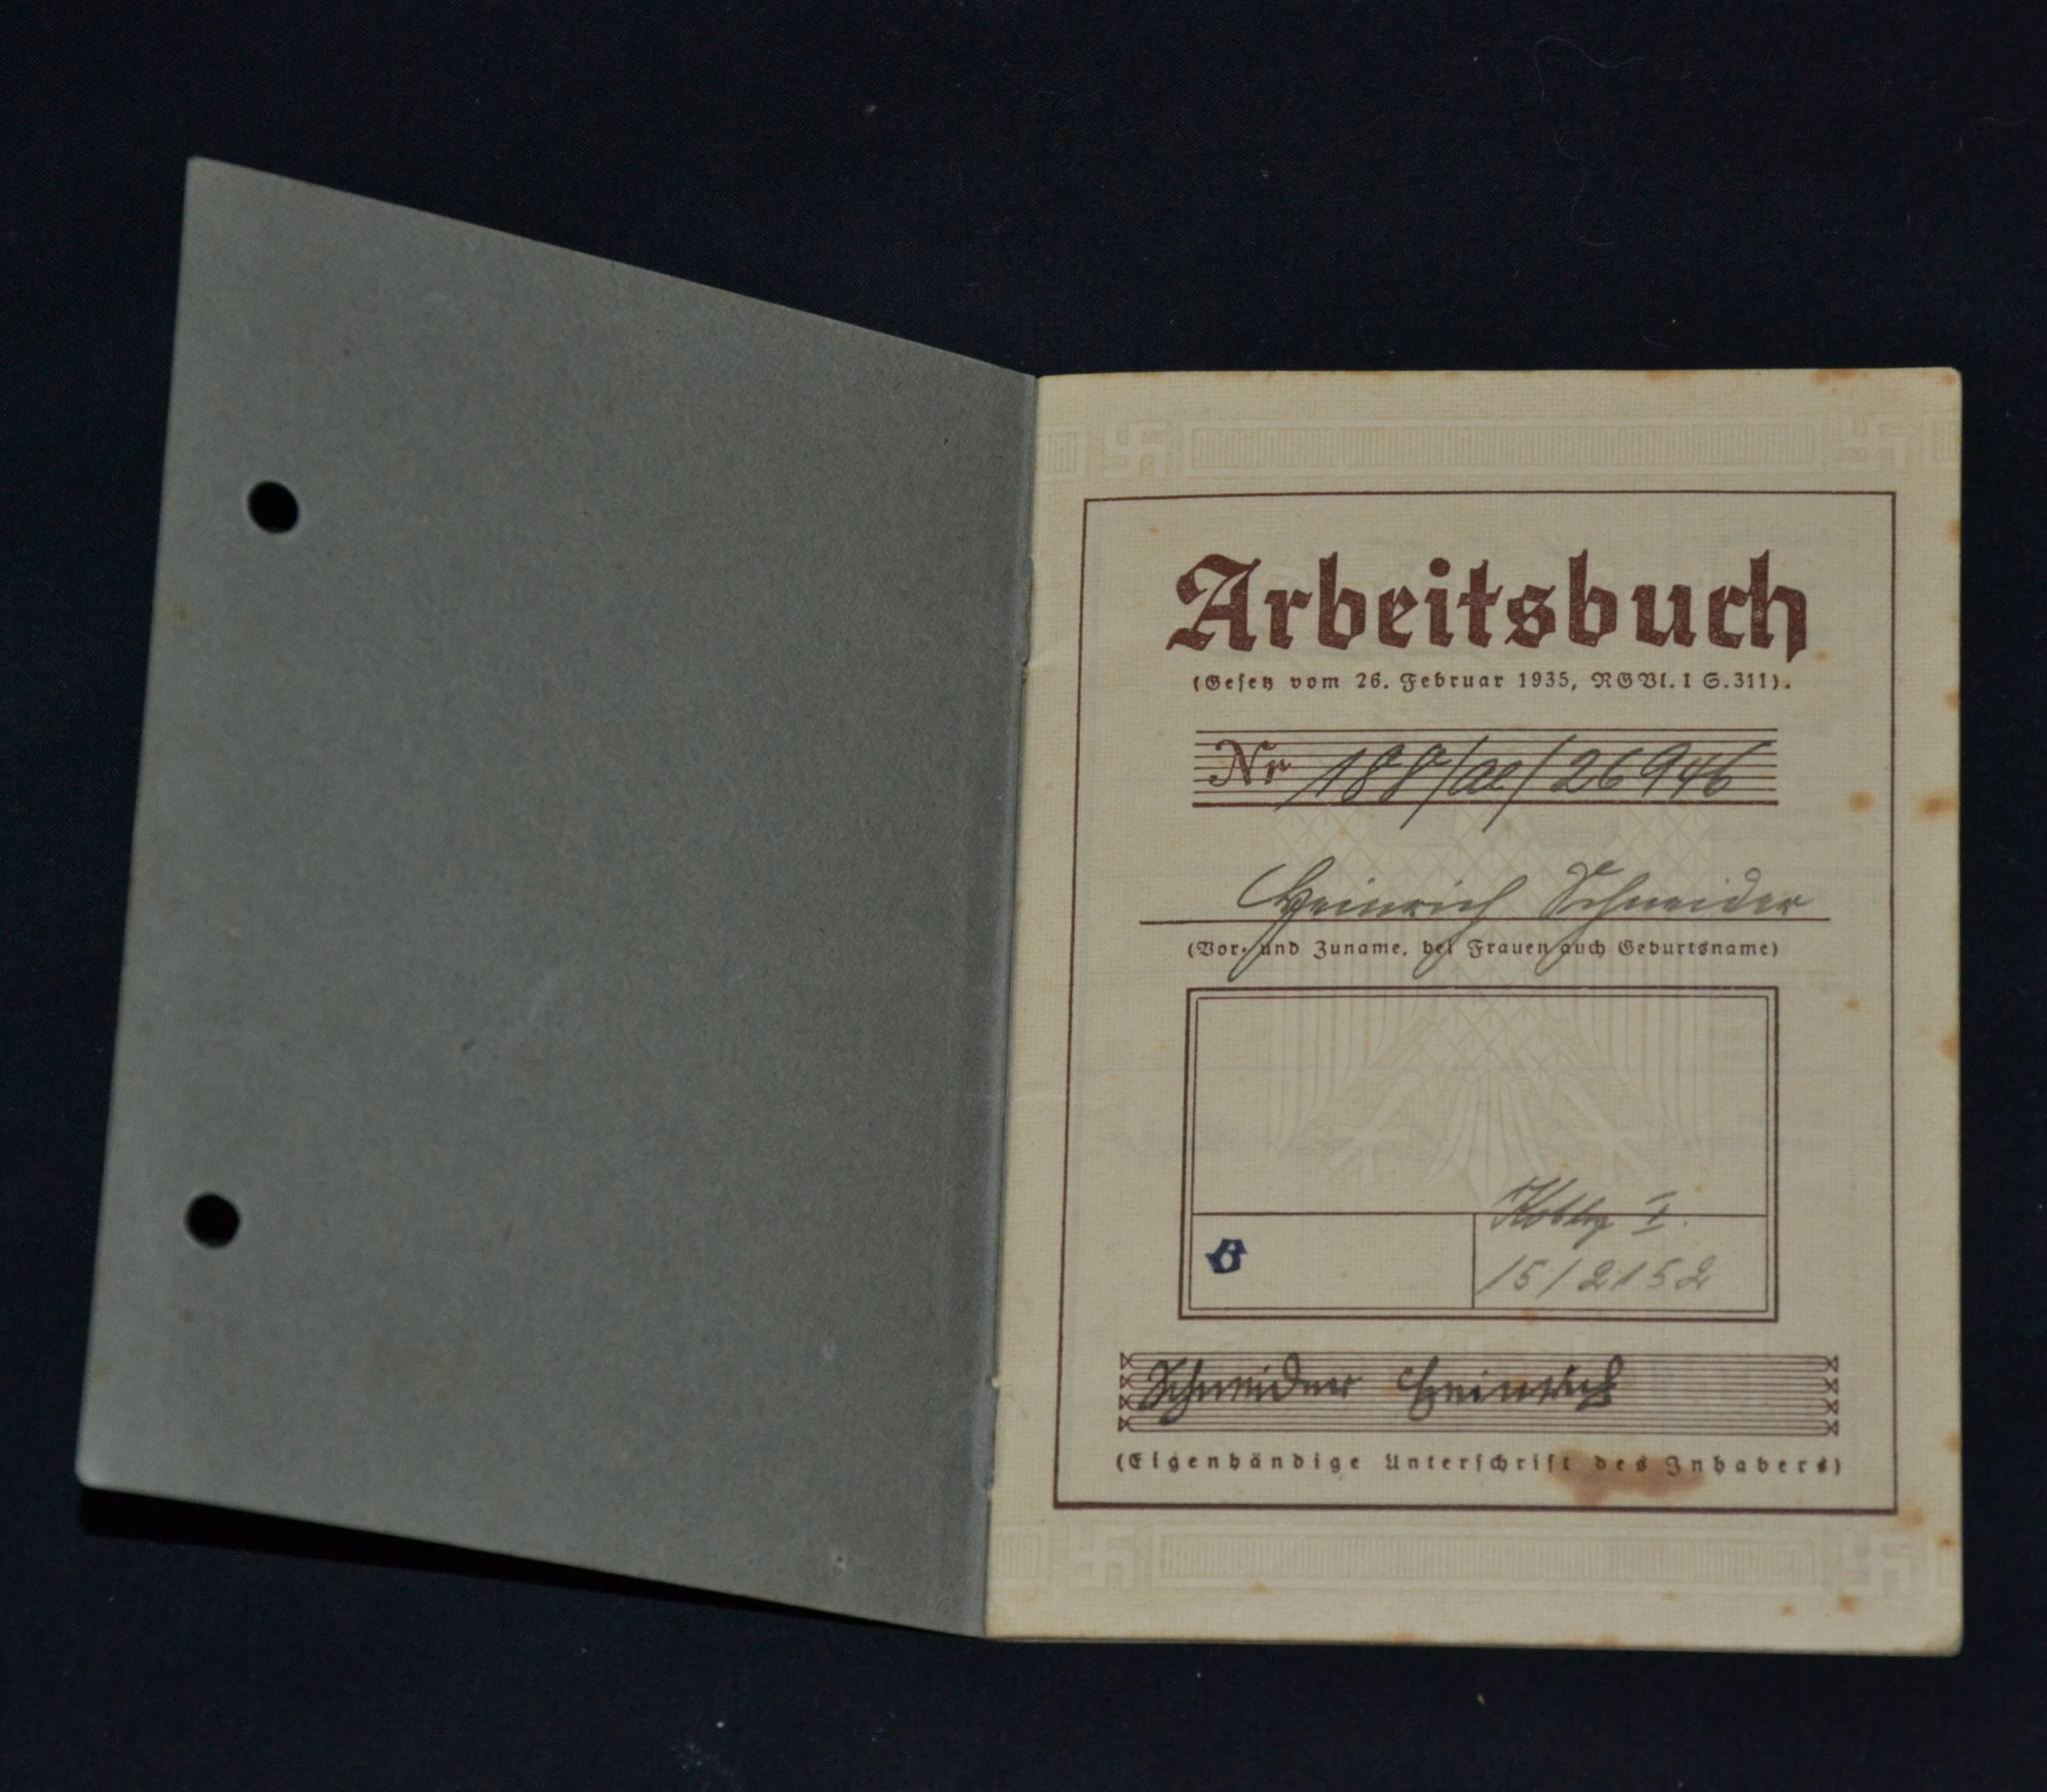 Arbeitsbuch
(Gesetz vom 26. Februar 1935, RGBl. I S. 311).
Nr 188/ae/26946
Heinrich Schneider
(Vor- und Zuname, bei Frauen auch Geburtsname)
I.
15/2152
Schneider Heinrich
(Eigenhändige Unterschrift des Inhabers)